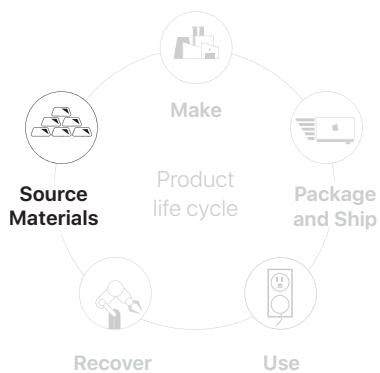 Make
Source
Materials
Product
life cycle
Package
and Ship
Recover
Use